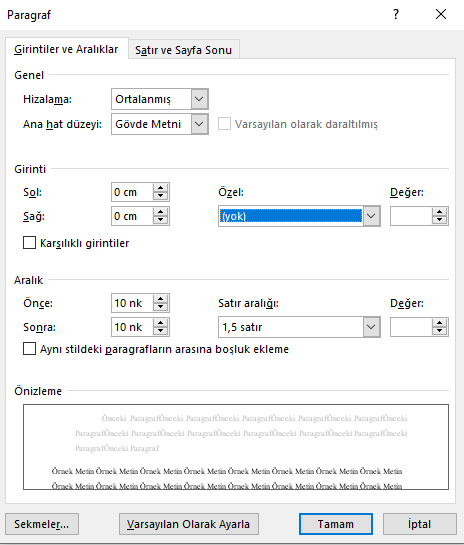 Paragraf
Girintiler ve Aralıklar Satır ve Sayfa Sonu
Genel
Hizalama: Ortalanmış
Ana hat düzeyi: Gövde Metni Varsayılan olarak daraltılmış
Girinti
Sol: 0 cm Özel: Değer:
Sağ: 0 cm (yok)
Karşılıklı girintiler
Aralık
Önce: 10 nk Satır aralığı: Değer:
Sonra: 10 nk 1,5 satır
Aynı stildeki paragrafların arasına boşluk ekleme
Önizleme
Önceki ParagrafÖnceki ParagrafÖnceki ParagrafÖnceki ParagrafÖnceki
ParagrafÖnceki ParagrafÖnceki ParagrafÖnceki ParagrafÖnceki ParagrafÖnceki
ParagrafÖnceki Paragraf
Örnek Metin Örnek Metin Örnek Metin Örnek Metin Örnek Metin Örnek Metin Örnek Metin Örnek Metin
Örnek Metin Örnek Metin Örnek Metin Örnek Metin Örnek Metin Örnek Metin Örnek Metin Örnek Metin
Sekmeler... Varsayılan Olarak Ayarla Tamam İptal